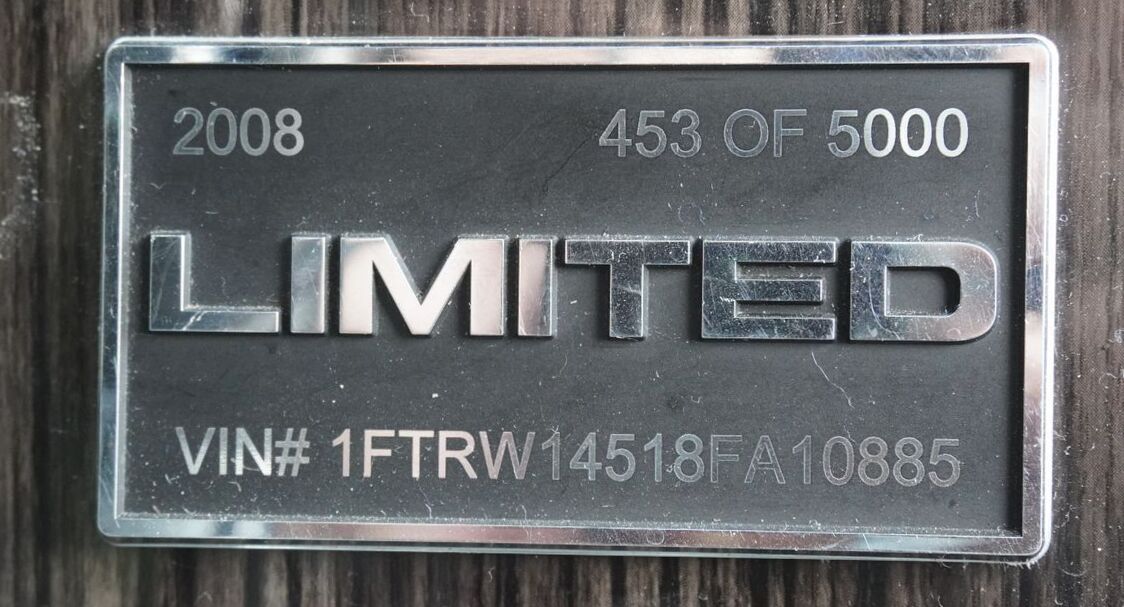 2008 453 OF 5000
LIMITED
VIN# 1FTRW14518FA10885